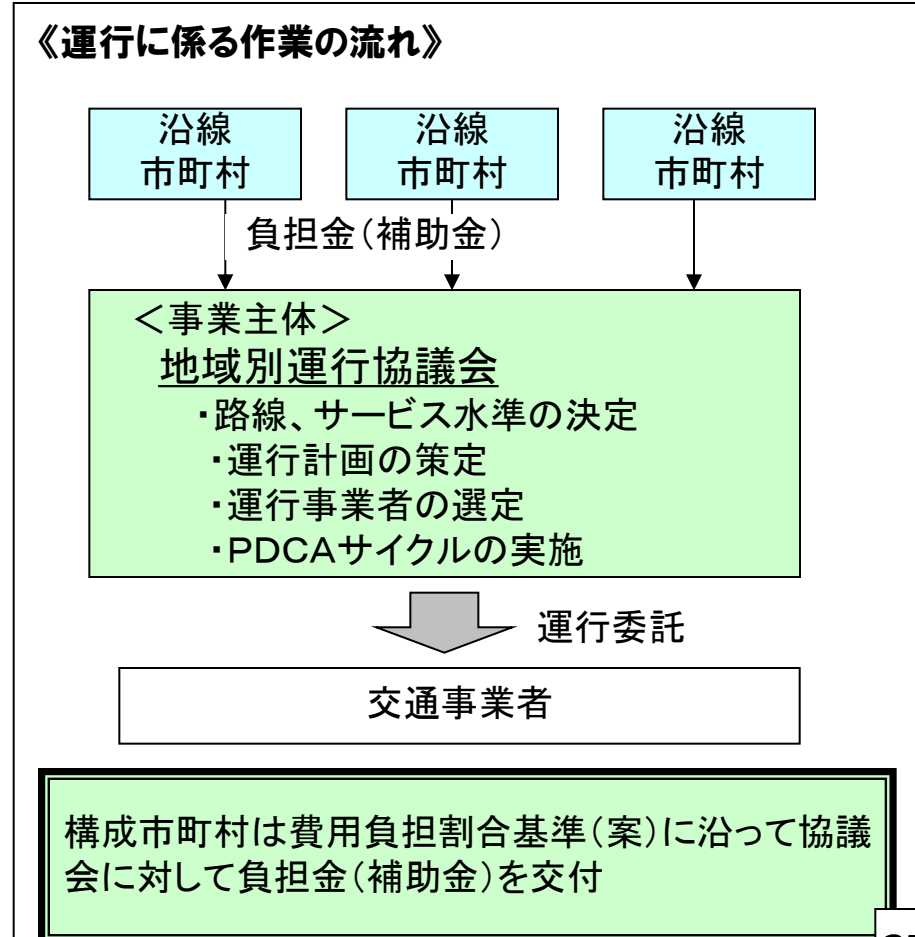 《運行に係る作業の流れ》
沿線
市町村
沿線
市町村
沿線
市町村
負担金（補助金）
＜事業主体＞
地域別運行協議会
・路線、サービス水準の決定
・運行計画の策定
・運行事業者の選定
・PDCAサイクルの実施
運行委託
交通事業者
構成市町村は費用負担割合基準（案）に沿って協議
会に対して負担金（補助金）を交付